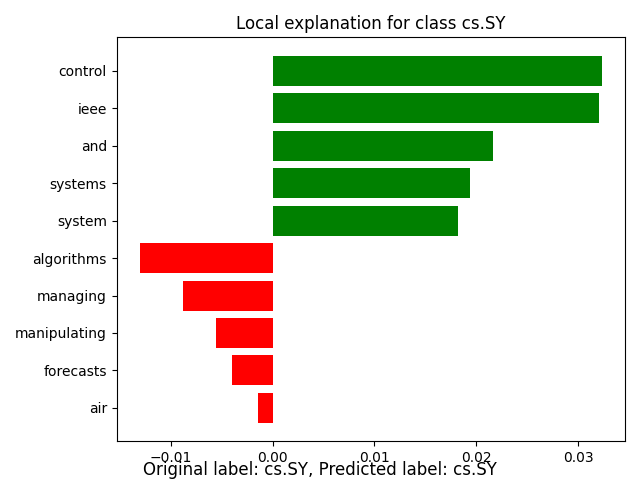 Local explanation for class cs.SY
control
ieee
and
systems
system
algorithms
managing
manipulating
forecasts
air
−0.01 0.00 0.01 0.02 0.03
Original label: cs.SY, Predicted label: cs.SY